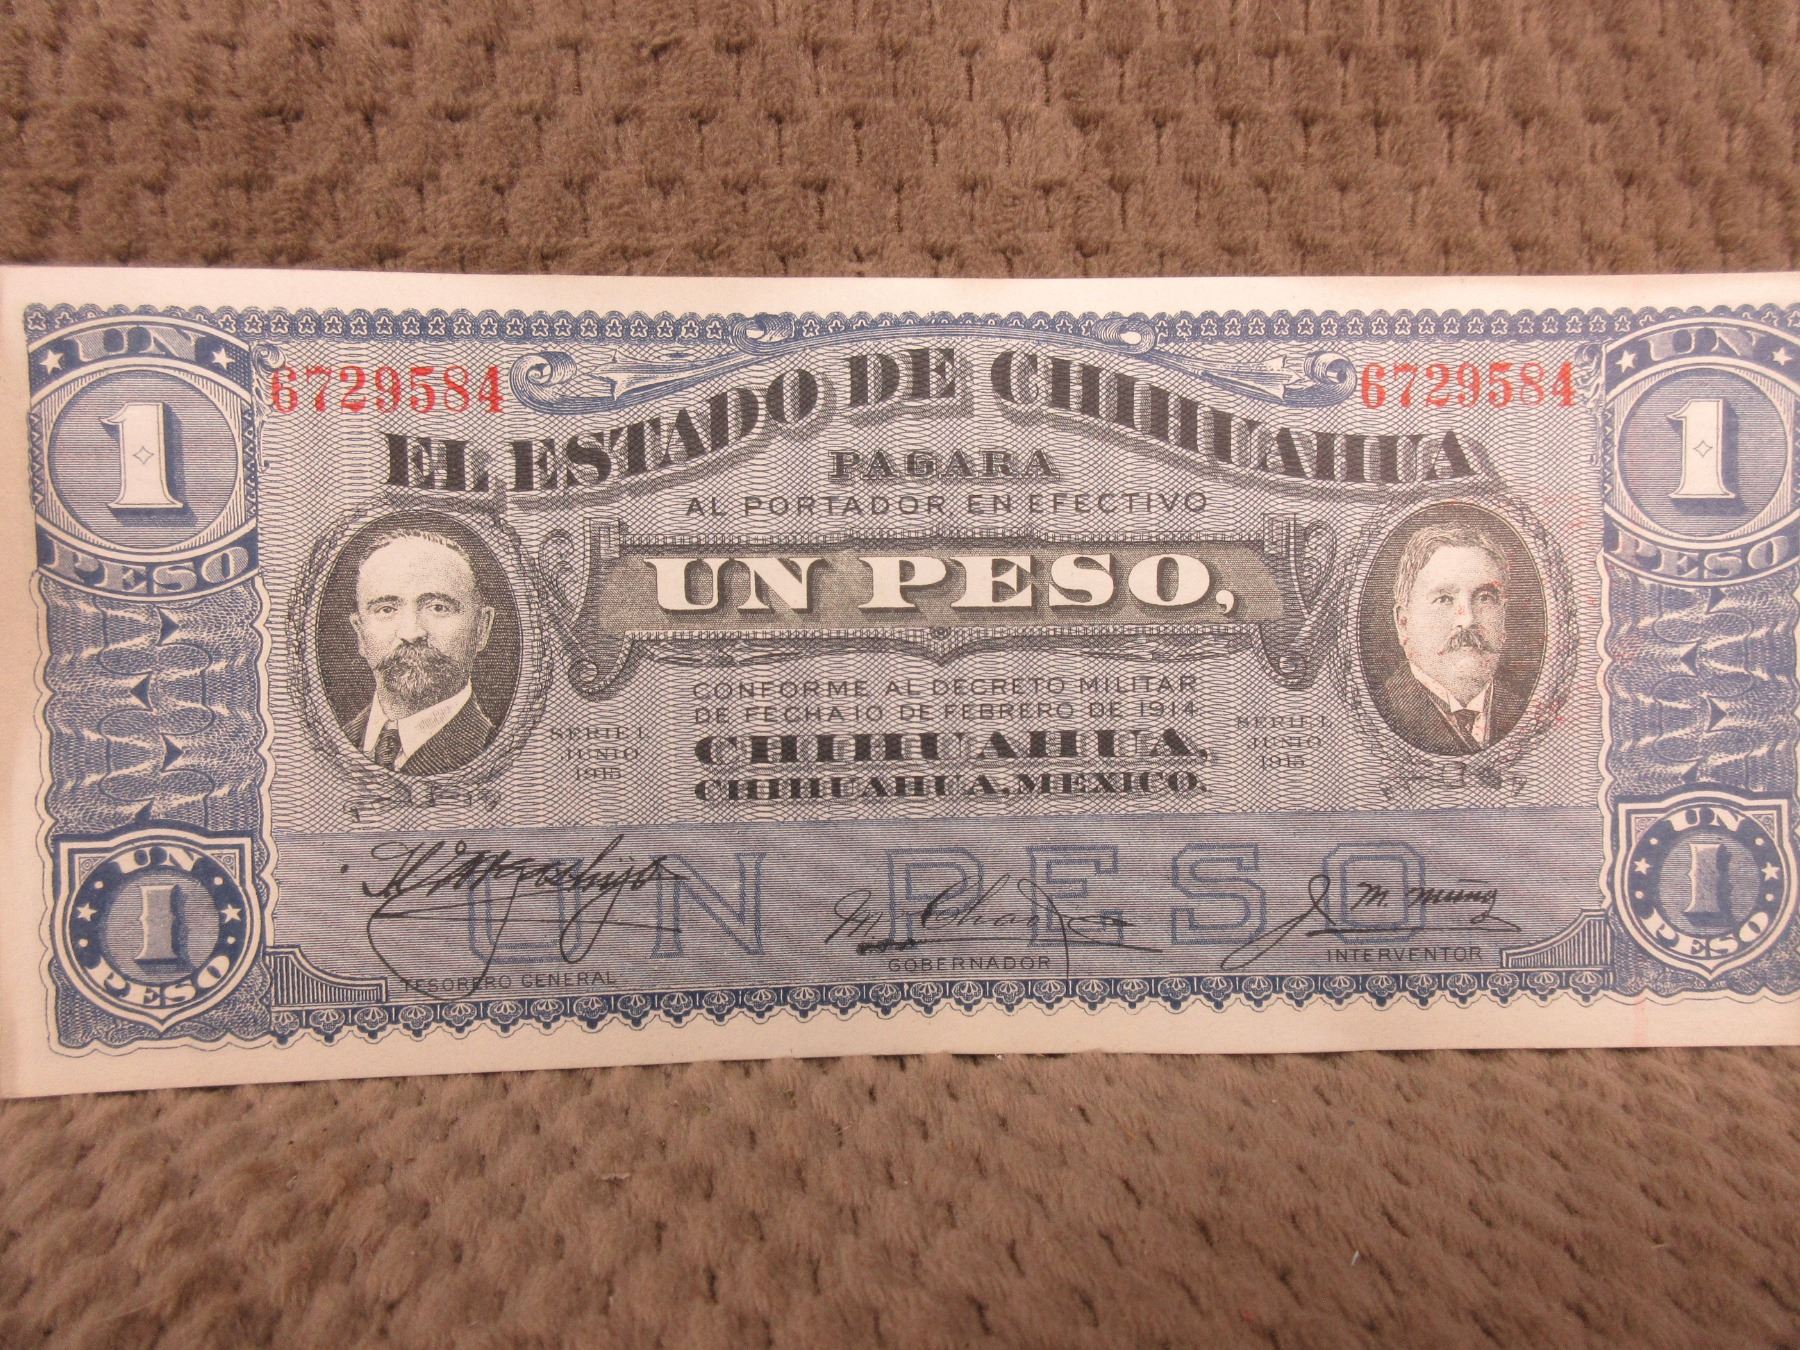 UN
1
PESO
6729584
EL ESTADO DE CHIHUAHUA
6729584
UN
1
PESO
PAGARA
AL PORTADOR EN EFECTIVO
UN PESO,
CONFORME AL DECRETO MILITAR
DE FECHA 10 DE FEBRERO DE 1914
CHIHUAHUA,
CHIHUAHUA, MEXICO.
SERIE I
JUNIO
1915
SERIE I
JUNIO
1915
UN PESO
TESORERO GENERAL
GOBERNADOR
J. M. Mung
INTERVENTOR
UN
1
PESO
UN
1
PESO